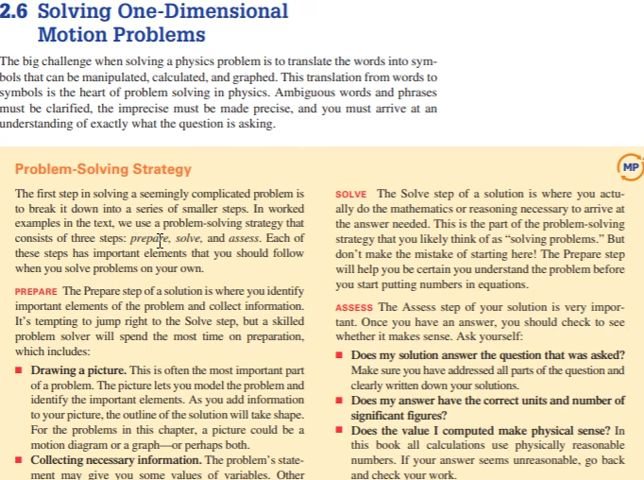 2.6 Solving One-Dimensional
Motion Problems
The big challenge when solving a physics problem is to translate the words into sym-
bols that can be manipulated, calculated, and graphed. This translation from words to
symbols is the heart of problem solving in physics. Ambiguous words and phrases
must be clarified, the imprecise must be made precise, and you must arrive at an
understanding of exactly what the question is asking.
Problem-Solving Strategy
MP
The first step in solving a seemingly complicated problem is
to break it down into a series of smaller steps. In worked
examples in the text, we use a problem-solving strategy that
consists of three steps: prepare, solve, and assess. Each of
these steps has important elements that you should follow
when you solve problems on your own.
PREPARE The Prepare step of a solution is where you identify
important elements of the problem and collect information.
It's tempting to jump right to the Solve step, but a skilled
problem solver will spend the most time on preparation,
which includes:
■ Drawing a picture. This is often the most important part
of a problem. The picture lets you model the problem and
identify the important elements. As you add information
to your picture, the outline of the solution will take shape.
For the problems in this chapter, a picture could be a
motion diagram or a graph—or perhaps both.
■ Collecting necessary information. The problem's state-
ment may give you some values of variables. Other
SOLVE The Solve step of a solution is where you actu-
ally do the mathematics or reasoning necessary to arrive at
the answer needed. This is the part of the problem-solving
strategy that you likely think of as "solving problems." But
don't make the mistake of starting here! The Prepare step
will help you be certain you understand the problem before
you start putting numbers in equations.
ASSESS The Assess step of your solution is very impor-
tant. Once you have an answer, you should check to see
whether it makes sense. Ask yourself:
■ Does my solution answer the question that was asked?
Make sure you have addressed all parts of the question and
clearly written down your solutions.
■ Does my answer have the correct units and number of
significant figures?
■ Does the value I computed make physical sense? In
this book all calculations use physically reasonable
numbers. If your answer seems unreasonable, go back
and check your work.